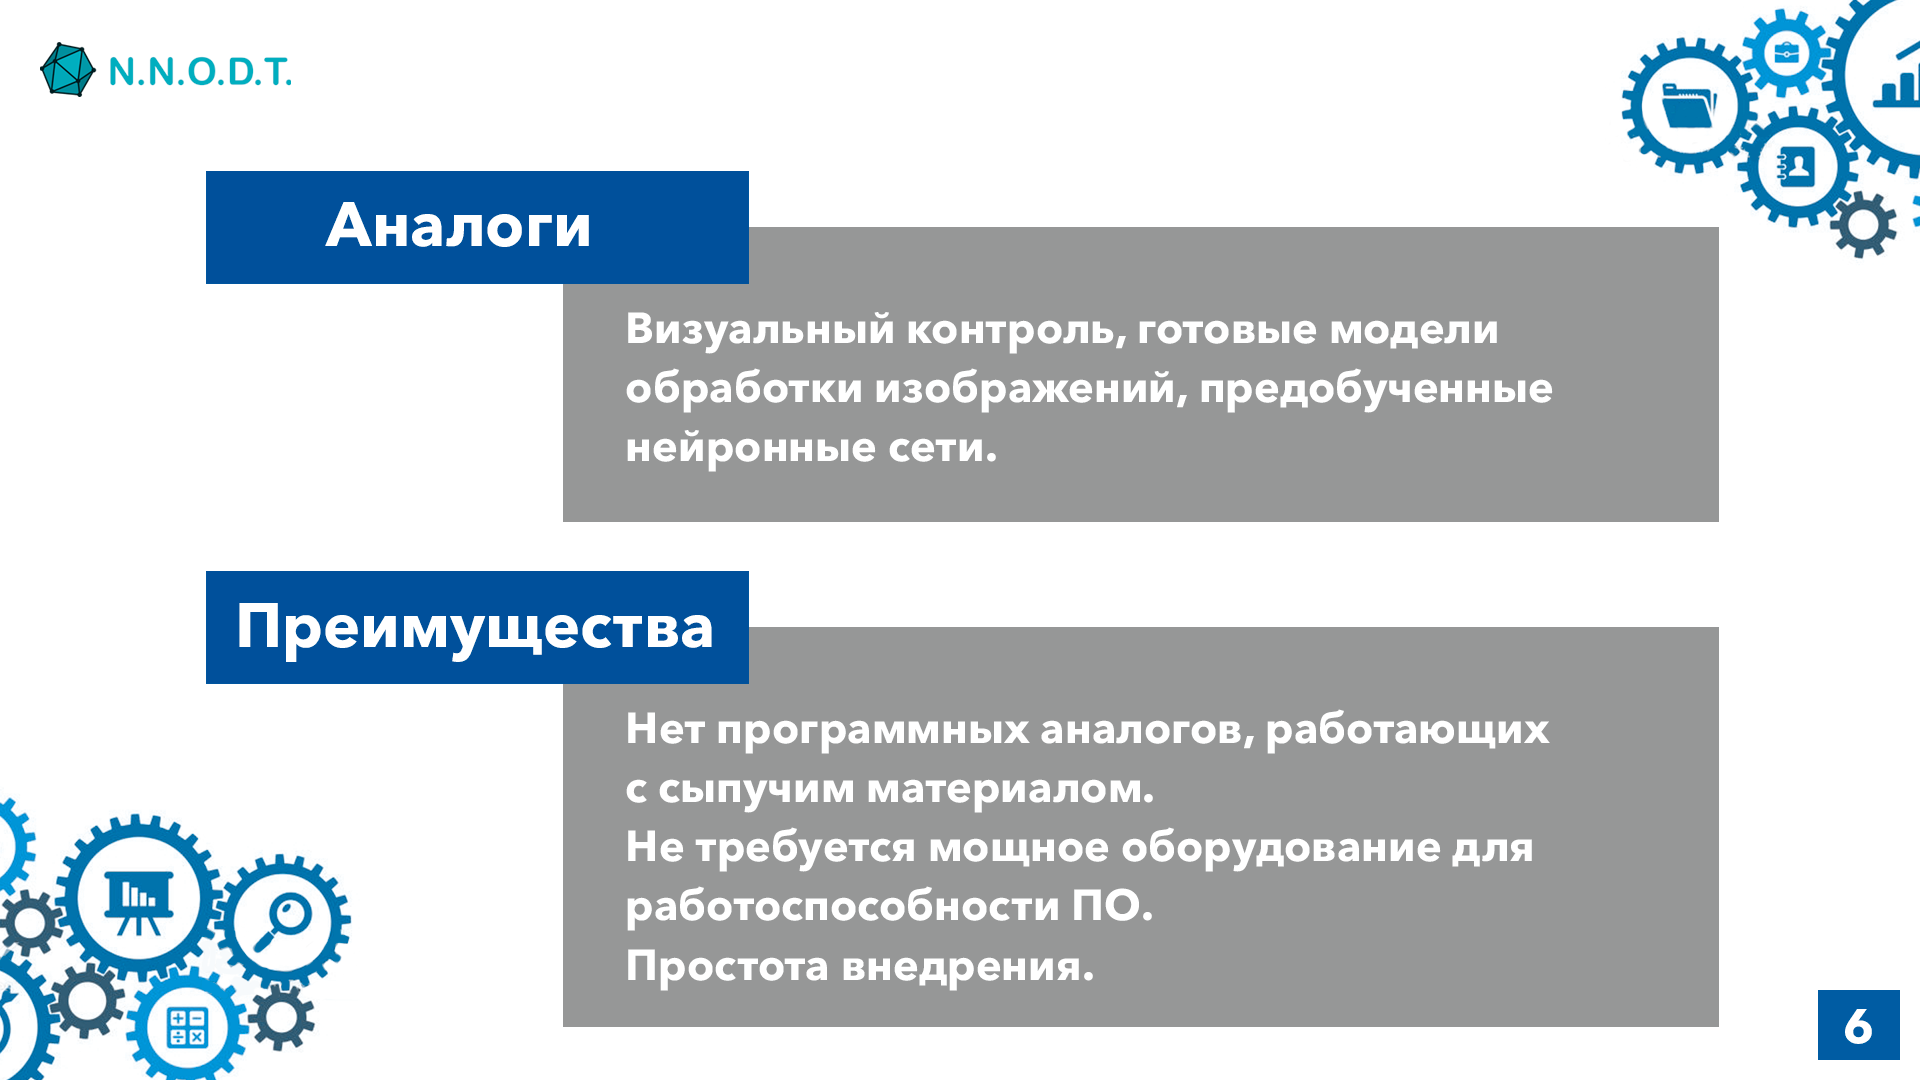 N.N.O.D.T.
Аналоги
Визуальный контроль, готовые модели
обработки изображений, предобученные
нейронные сети.
Преимущества
Нет программных аналогов, работающих
с сыпучим материалом.
Не требуется мощное оборудование для
работоспособности ПО.
Простота внедрения.
6